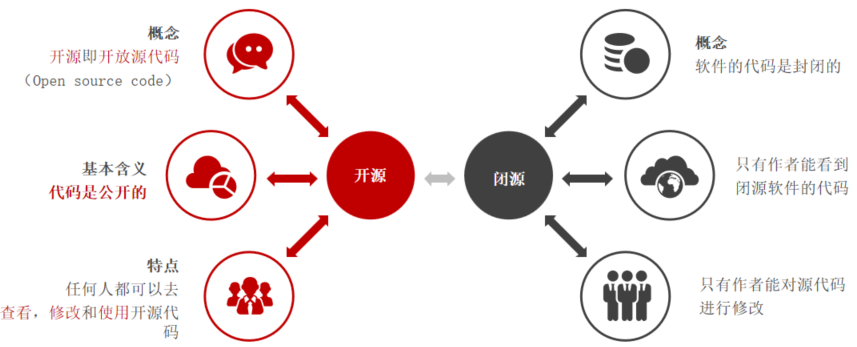 概念
开源即开放源代码
（Open source code）
基本含义
代码是公开的
特点
任何人都可以去
查看，修改和使用开源代
码
开源
闭源
概念
软件的代码是封闭的
只有作者能看到
闭源软件的代码
只有作者能对源代码
进行修改